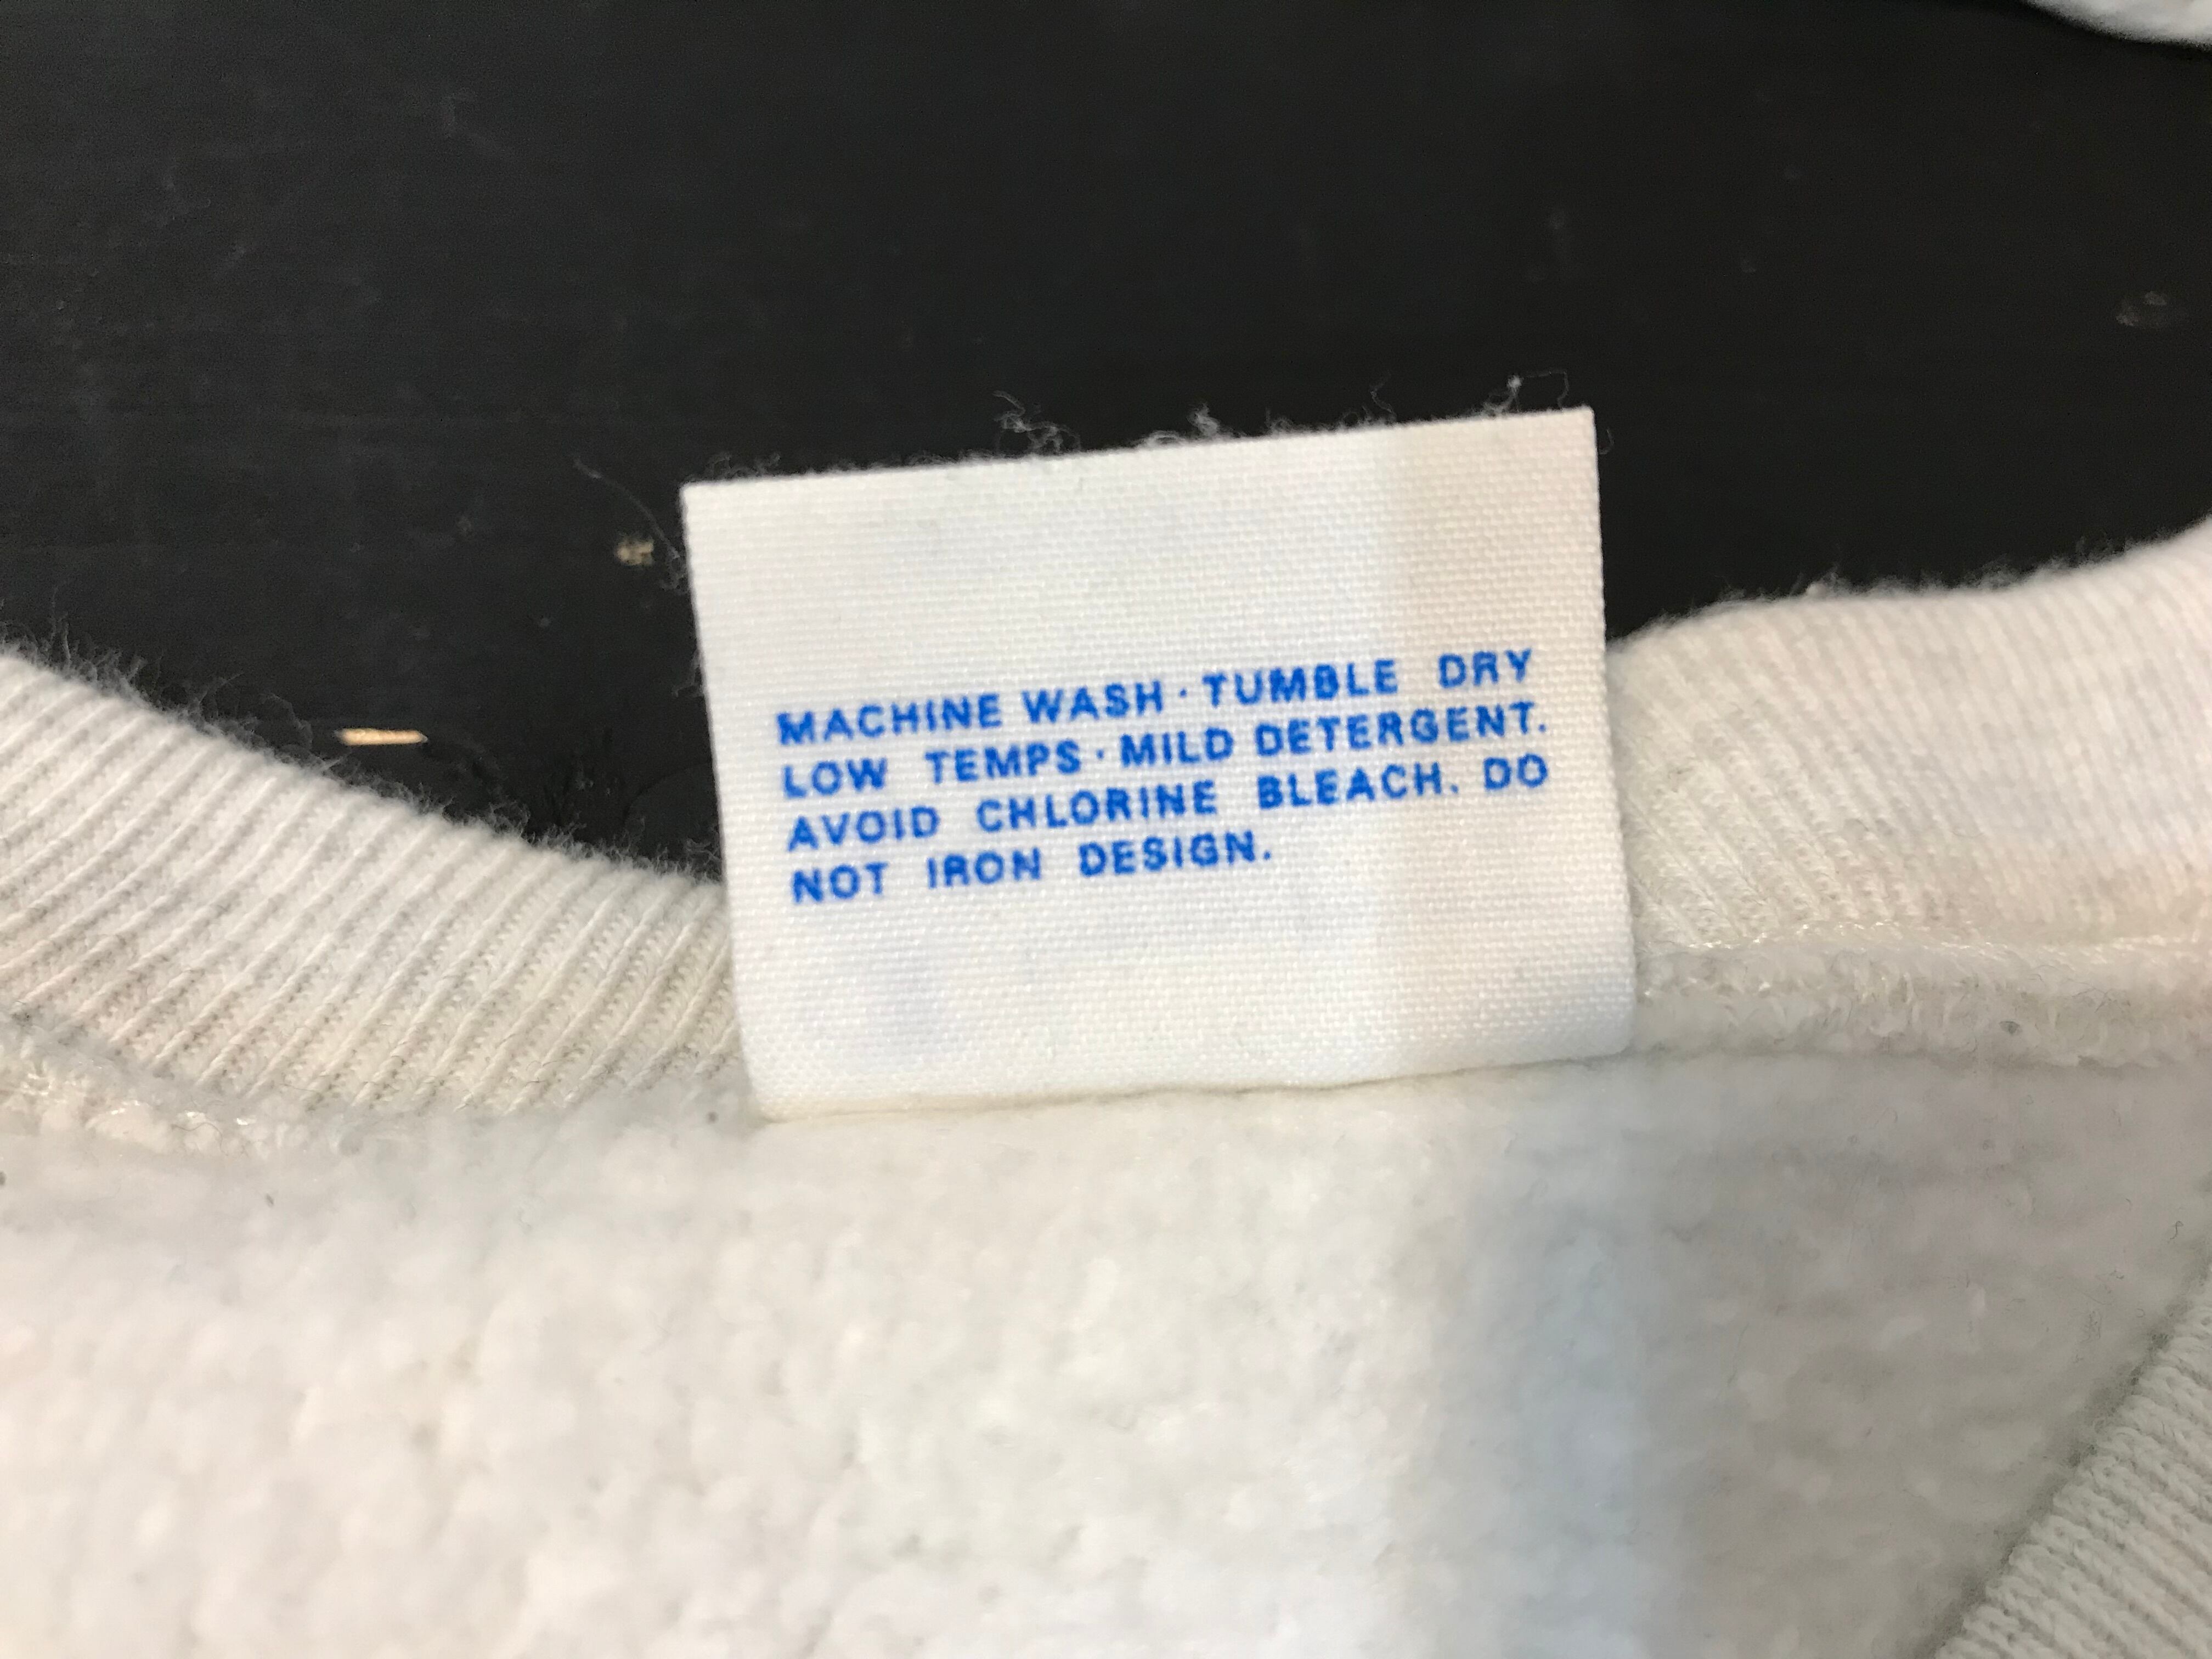 MACHINE WASH · TUMBLE DRY
LOW TEMPS · MILD DETERGENT.
AVOID CHLORINE BLEACH. DO
NOT IRON DESIGN.